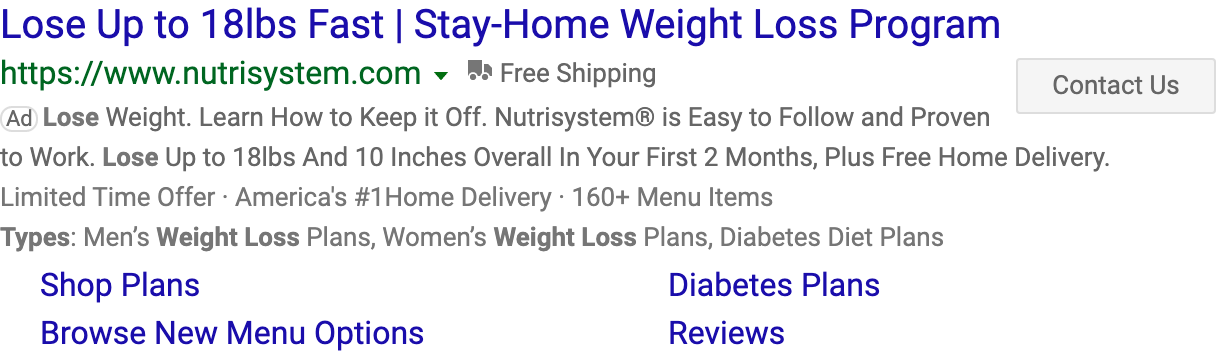 Lose Up to 18lbs Fast | Stay-Home Weight Loss Program
https://www.nutrisystem.com Free Shipping
Contact Us
Ad Lose Weight. Learn How to Keep it Off. Nutrisystem® is Easy to Follow and Proven
to Work. Lose Up to 18lbs And 10 Inches Overall In Your First 2 Months, Plus Free Home Delivery.
Limited Time Offer · America's #1Home Delivery · 160+ Menu Items
Types: Men’s Weight Loss Plans, Women’s Weight Loss Plans, Diabetes Diet Plans
Shop Plans Diabetes Plans
Browse New Menu Options Reviews